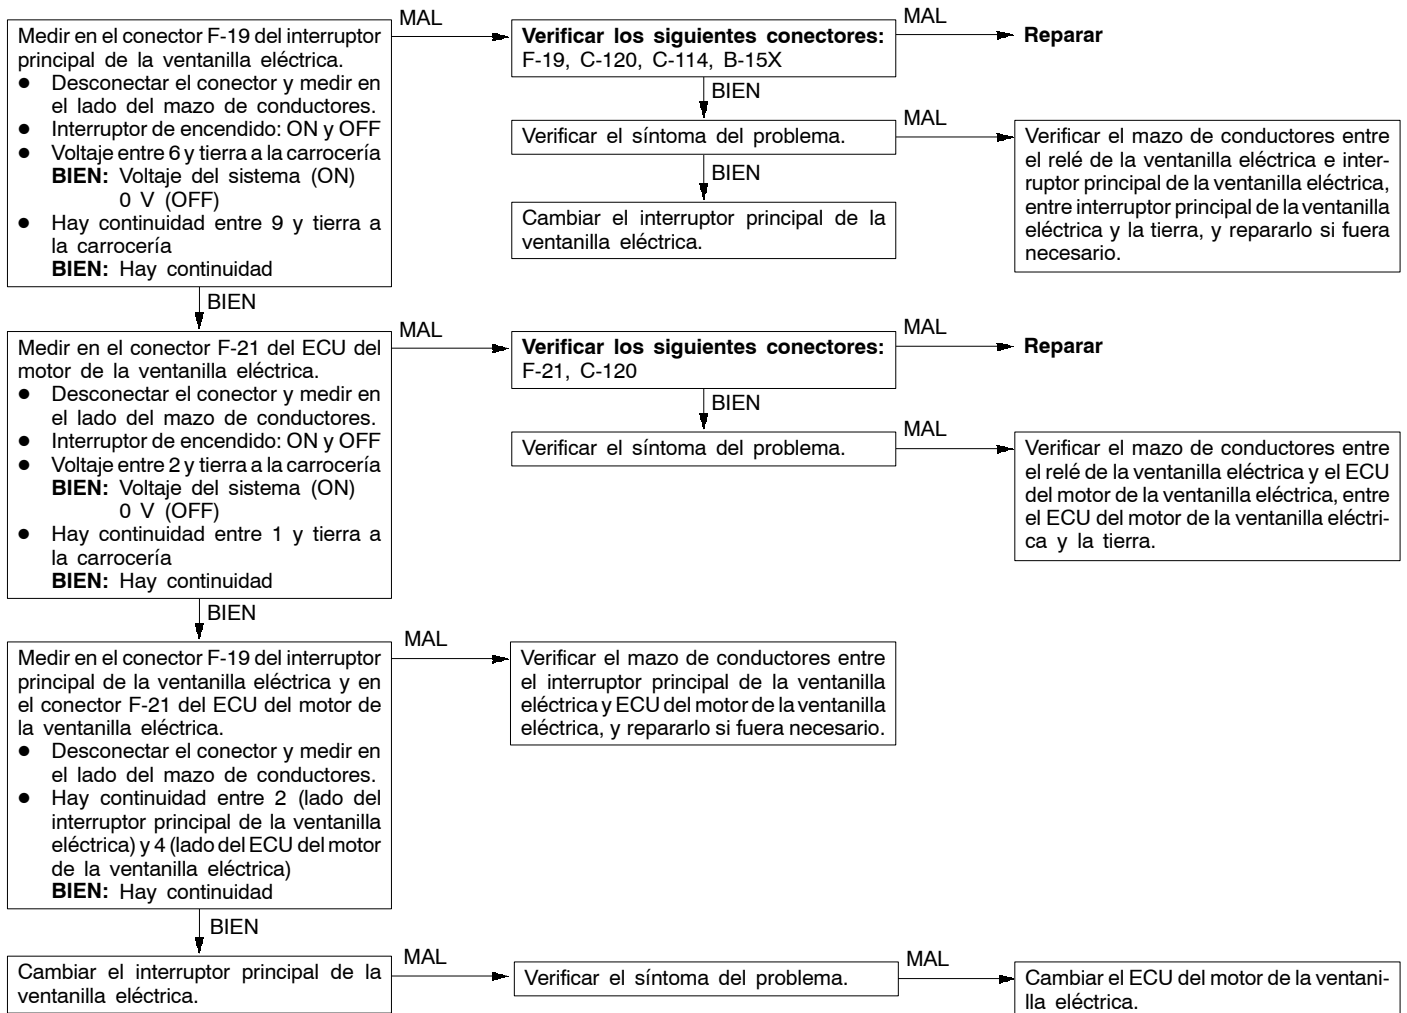 Medir en el conector F-19 del interruptor
principal de la ventanilla eléctrica.
● Desconectar el conector y medir en
el lado del mazo de conductores.
● Interruptor de encendido: ON y OFF
● Voltaje entre 6 y tierra a la carrocería
BIEN: Voltaje del sistema (ON)
0 V (OFF)
● Hay continuidad entre 9 y tierra a
la carrocería
BIEN: Hay continuidad
MAL
Verificar los siguientes conectores:
F-19, C-120, C-114, B-15X
MAL
Reparar
BIEN
Verificar el síntoma del problema.
MAL
Verificar el mazo de conductores entre
el relé de la ventanilla eléctrica e inter-
ruptor principal de la ventanilla eléctrica,
entre interruptor principal de la ventanilla
eléctrica y la tierra, y repararlo si fuera
necesario.
BIEN
Cambiar el interruptor principal de la
ventanilla eléctrica.
BIEN
Medir en el conector F-21 del ECU del
motor de la ventanilla eléctrica.
● Desconectar el conector y medir en
el lado del mazo de conductores.
● Interruptor de encendido: ON y OFF
● Voltaje entre 2 y tierra a la carrocería
BIEN: Voltaje del sistema (ON)
0 V (OFF)
● Hay continuidad entre 1 y tierra a
la carrocería
BIEN: Hay continuidad
MAL
Verificar los siguientes conectores:
F-21, C-120
MAL
Reparar
BIEN
Verificar el síntoma del problema.
MAL
Verificar el mazo de conductores entre
el relé de la ventanilla eléctrica y el ECU
del motor de la ventanilla eléctrica, entre
el ECU del motor de la ventanilla eléctri-
ca y la tierra.
BIEN
Medir en el conector F-19 del interruptor
principal de la ventanilla eléctrica y en
el conector F-21 del ECU del motor de
la ventanilla eléctrica.
● Desconectar el conector y medir en
el lado del mazo de conductores.
● Hay continuidad entre 2 (lado del
interruptor principal de la ventanilla
eléctrica) y 4 (lado del ECU del motor
de la ventanilla eléctrica)
BIEN: Hay continuidad
MAL
Verificar el mazo de conductores entre
el interruptor principal de la ventanilla
eléctrica y ECU del motor de la ventanilla
eléctrica, y repararlo si fuera necesario.
BIEN
Cambiar el interruptor principal de la
ventanilla eléctrica.
MAL
Verificar el síntoma del problema.
MAL
Cambiar el ECU del motor de la ventani-
lla eléctrica.